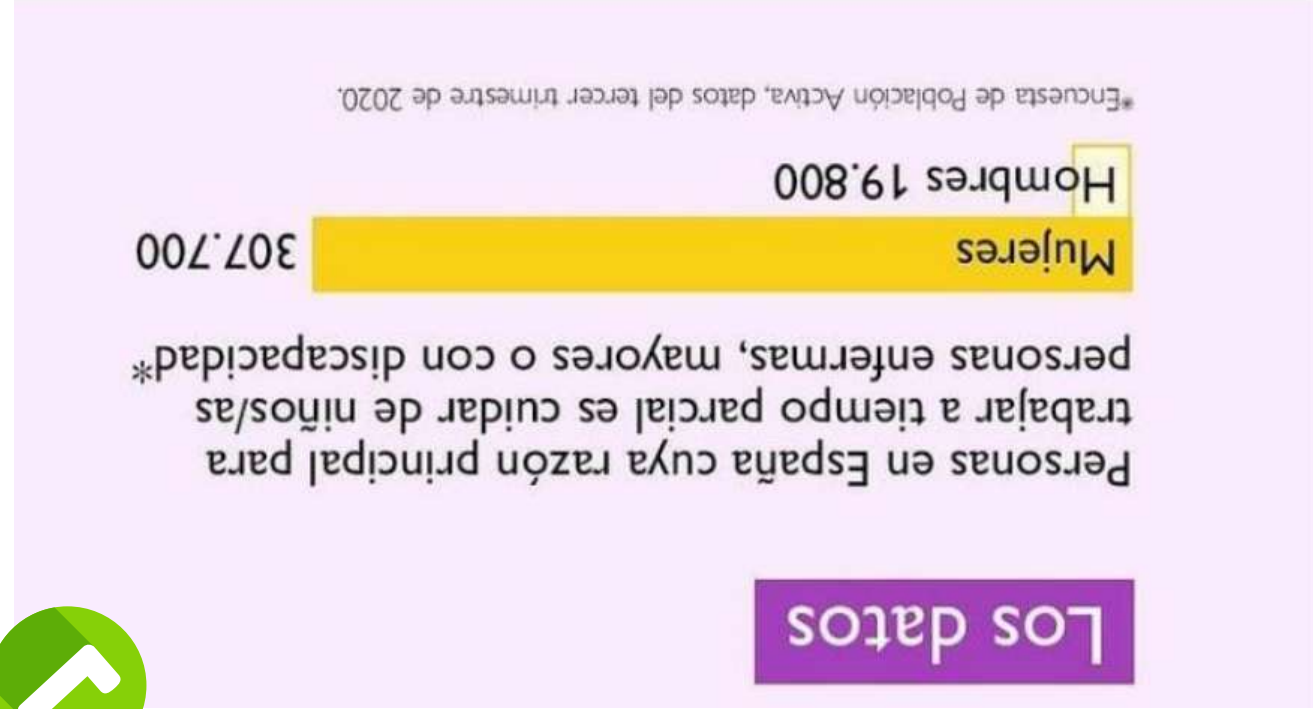 Los datos
Personas en España cuya razón principal para
trabajar a tiempo parcial es cuidar de niños/as
personas enfermas, mayores o con discapacidad*
Mujeres 307.700
Hombres 19.800
*Encuesta de Población Activa, datos del tercer trimestre de 2020.